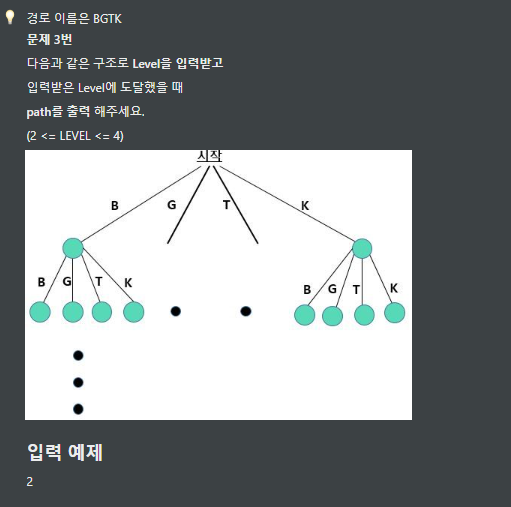 경로 이름은 BGTK
문제 3번
다음과 같은 구조로 Level을 입력받고
입력받은 Level에 도달했을 때
path를 출력 해주세요.
(2 <= LEVEL <= 4)
시작
B G T K
B G T K B G T K
입력 예제
2